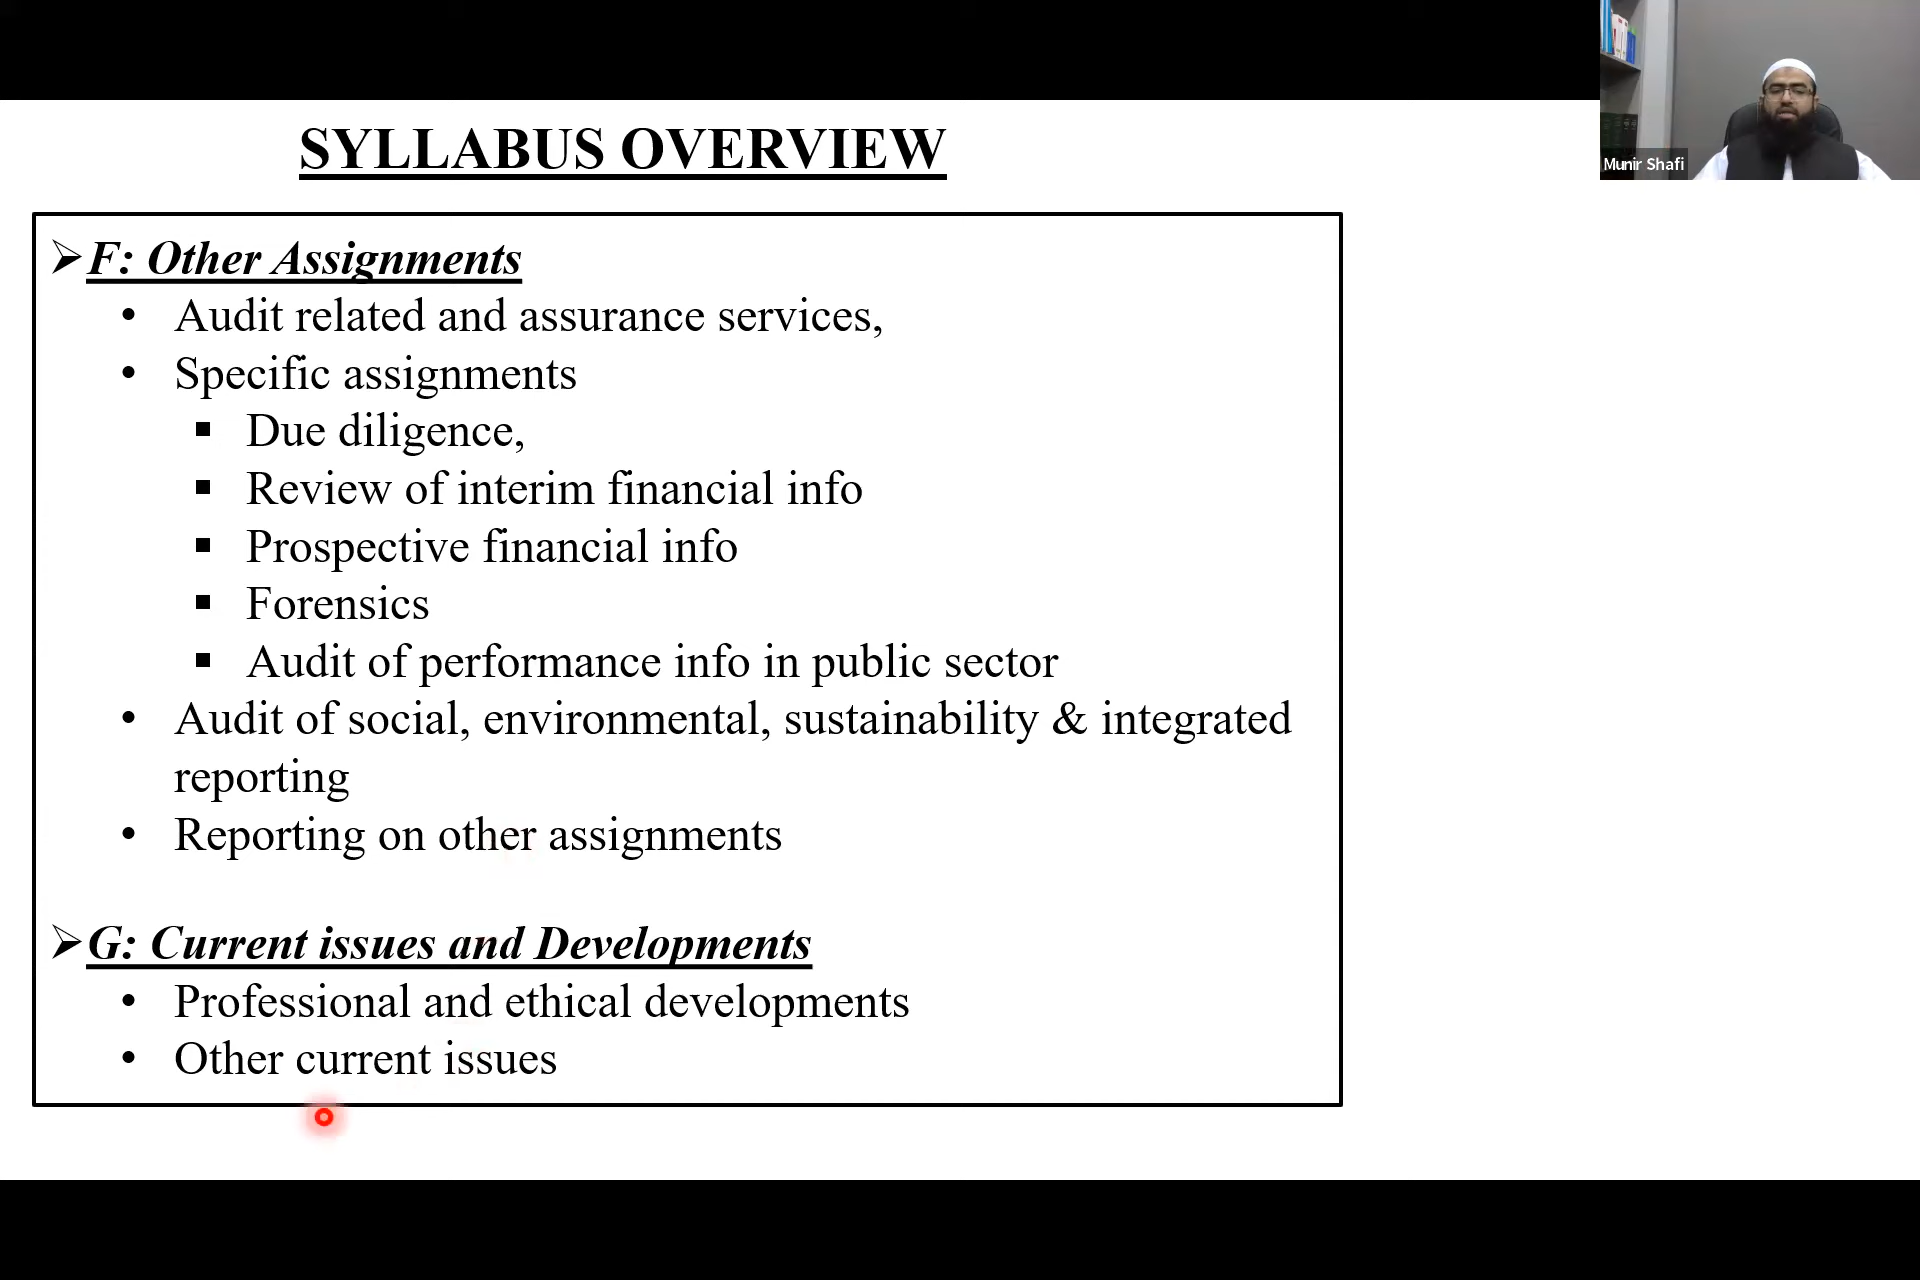 SYLLABUS OVERVIEW
Munir Shafi
➢ F: Other Assignments
• Audit related and assurance services,
• Specific assignments
▪ Due diligence,
▪ Review of interim financial info
▪ Prospective financial info
▪ Forensics
▪ Audit of performance info in public sector
• Audit of social, environmental, sustainability & integrated
reporting
• Reporting on other assignments
➢ G: Current issues and Developments
• Professional and ethical developments
• Other current issues